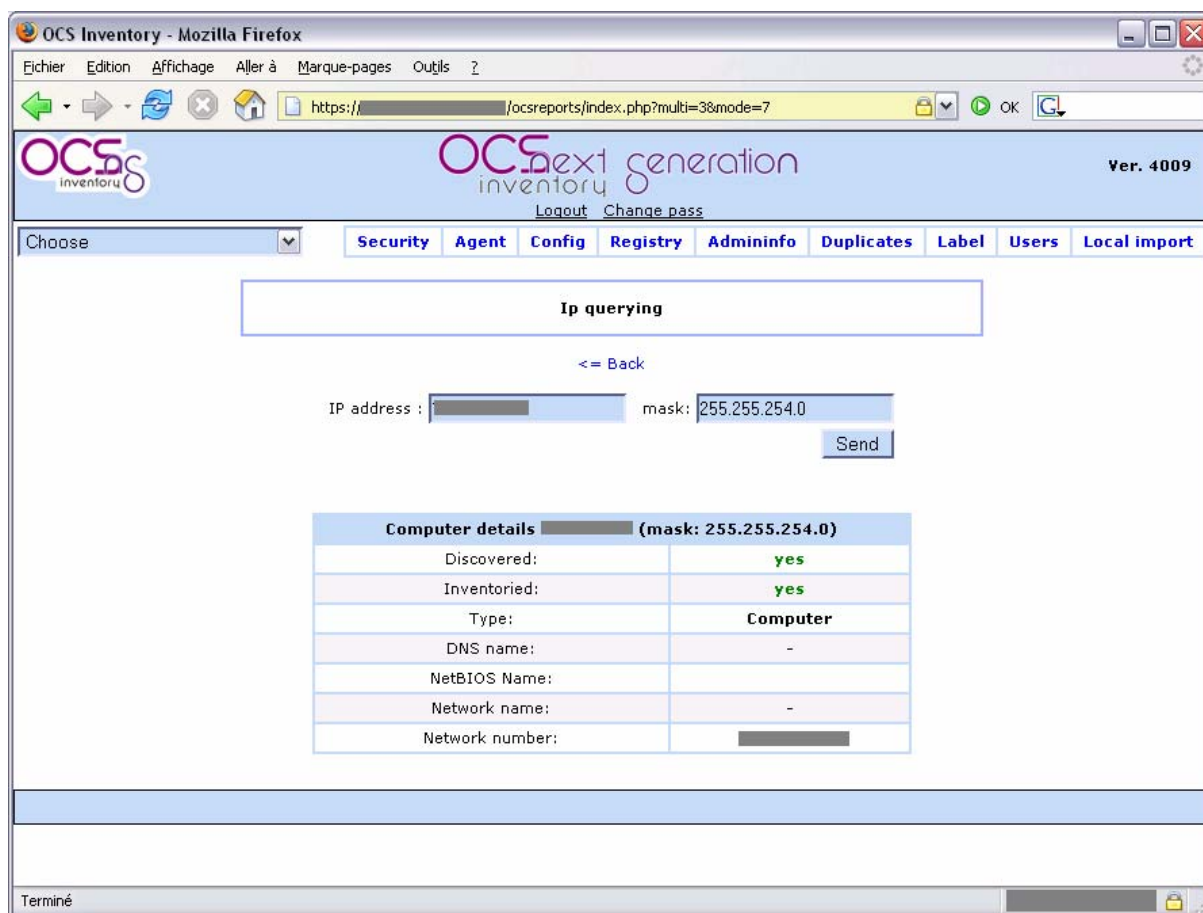 OCS Inventory - Mozilla Firefox
Fichier Edition Affichage Aller à Marque-pages Outils ?
https:// /ocsreports/index.php?multi=3&mode=7 OK G
OCS ng inventory OCS inventory next generation Ver. 4009
Logout Change pass
Choose Security Agent Config Registry Admininfo Duplicates Label Users Local import
Ip querying
<= Back
IP address : mask: 255.255.254.0
Send
Computer details (mask: 255.255.254.0)
Discovered: yes
Inventoried: yes
Type: Computer
DNS name: -
NetBIOS Name:
Network name: -
Network number:
Terminé